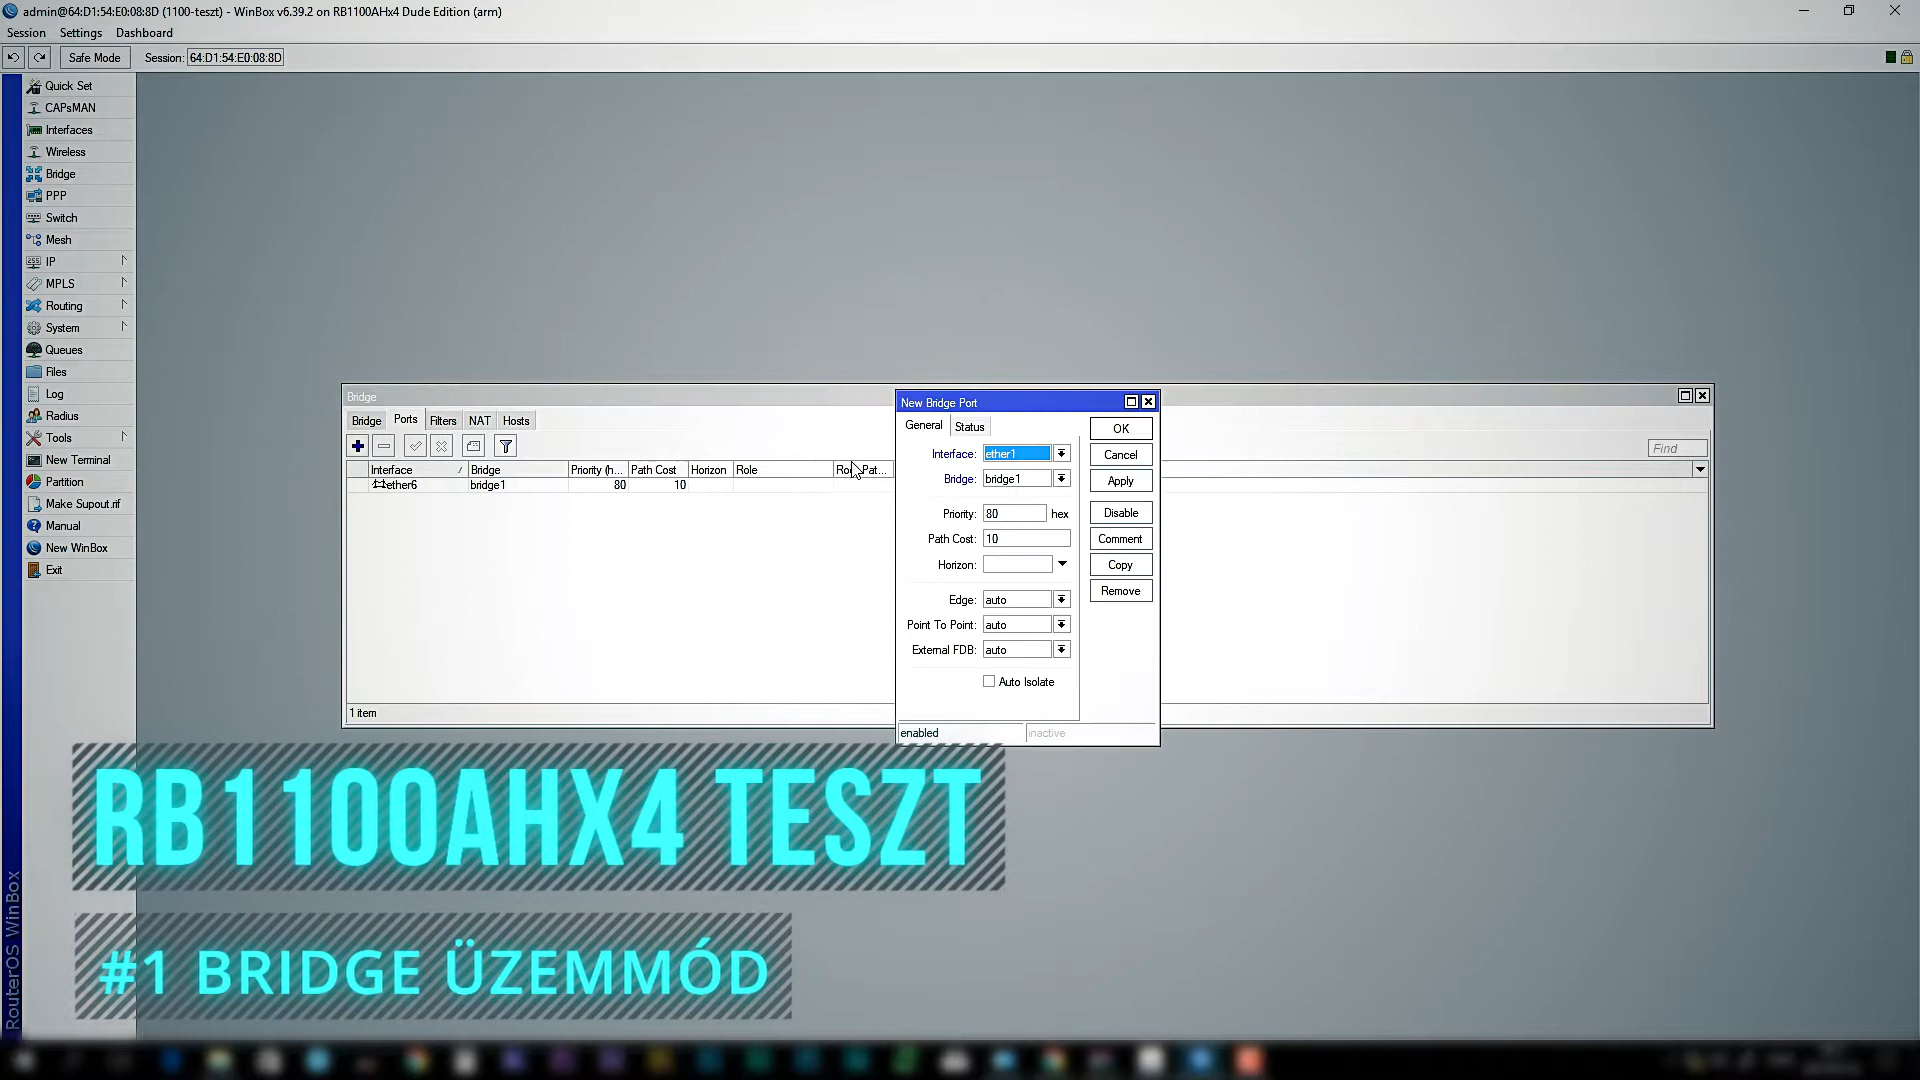 admin@64:D1:54:E0:08:8D (1100-teszt) - WinBox v6.39.2 on RB1100AHx4 Dude Edition (arm)
Session Settings Dashboard
Safe Mode Session: 64:D1:54:E0:08:8D
Quick Set
CAPsMAN
Interfaces
Wireless
Bridge
PPP
Switch
Mesh
IP
MPLS
Routing
System
Queues
Files
Log
Radius
Tools
New Terminal
Partition
Make Supout.rif
Manual
New WinBox
Exit
RouterOS WinBox
Bridge
Bridge Ports Filters NAT Hosts
Find
Interface Bridge Priority (h... Path Cost Horizon Role
ether6 bridge1 80 10
1 item
New Bridge Port
General Status
Interface: ether1
Bridge: bridge1
Priority: 80 hex
Path Cost: 10
Horizon:
Edge: auto
Point To Point: auto
External FDB: auto
Auto Isolate
enabled inactive
OK
Cancel
Apply
Disable
Comment
Copy
Remove
RB1100AHX4 TESZT
#1 BRIDGE ÜZEMMÓD